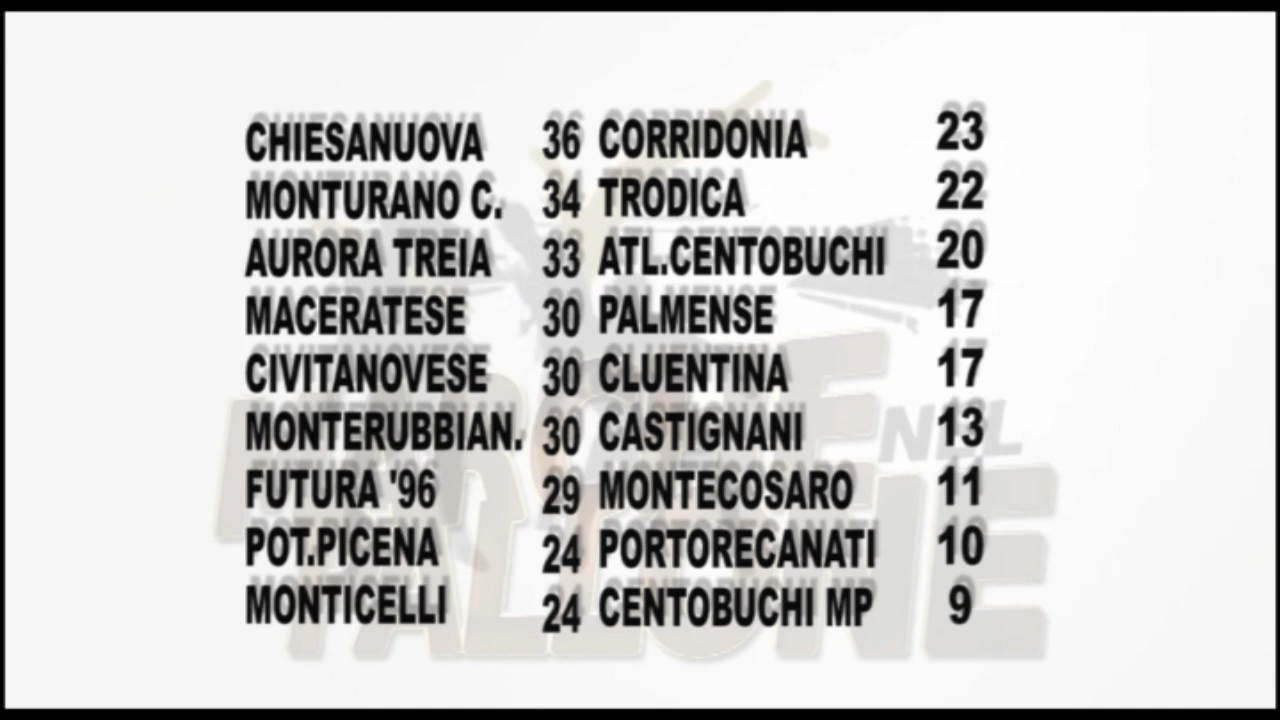 CHIESANUOVA 36 CORRIDONIA 23
MONTURANO C. 34 TRODICA 22
AURORA TREIA 33 ATL.CENTOBUCHI 20
MACERATESE 30 PALMENSE 17
CIVITANOVESE 30 CLUENTINA 17
MONTERUBBIAN. 30 CASTIGNANI 13
FUTURA '96 29 MONTECOSARO 11
POT.PICENA 24 PORTORECANATI 10
MONTICELLI 24 CENTOBUCHI MP 9
NEL
PALLONE